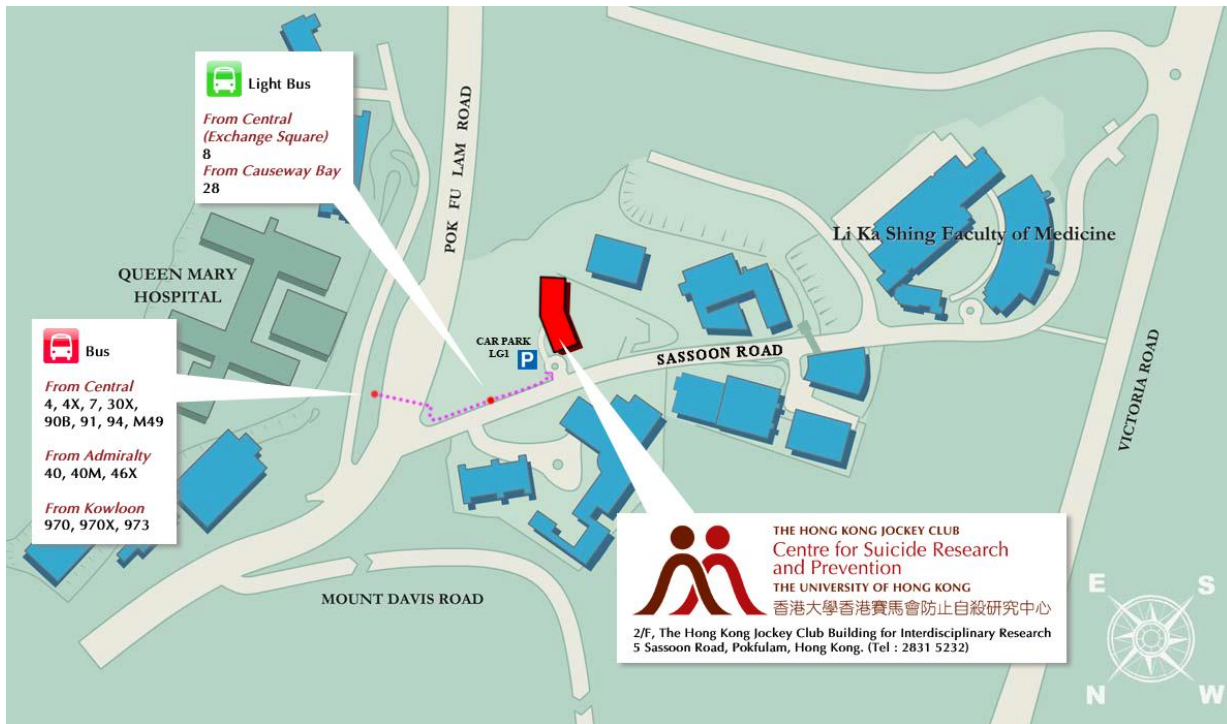 Light Bus
From Central
(Exchange Square)
8
From Causeway Bay
28
POK FU LAM ROAD
QUEEN MARY
HOSPITAL
Li Ka Shing Faculty of Medicine
Bus
From Central
4, 4X, 7, 30X,
90B, 91, 94, M49
From Admiralty
40, 40M, 46X
From Kowloon
970, 970X, 973
CAR PARK
LG1
P
SASSOON ROAD
VICTORIA ROAD
MOUNT DAVIS ROAD
THE HONG KONG JOCKEY CLUB
Centre for Suicide Research
and Prevention
THE UNIVERSITY OF HONG KONG
香港大學香港賽馬會防止自殺研究中心
2/F, The Hong Kong Jockey Club Building for Interdisciplinary Research
5 Sassoon Road, Pokfulam, Hong Kong. (Tel : 2831 5232)
E S
N W